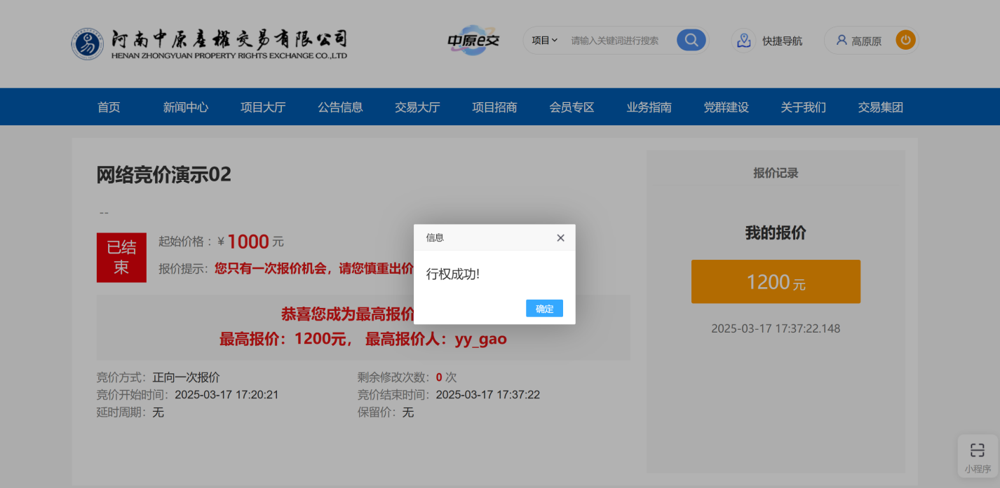 河南中原產權交易有限公司
HENAN ZHONGYUAN PROPERTY RIGHTS EXCHANGE CO.,LTD
中原e交
项目 请输入关键词进行搜索
快捷导航
高原原
首页 新闻中心 项目大厅 公告信息 交易大厅 项目招商 会员专区 业务指南 党群建设 关于我们 交易集团
网络竞价演示02
--
已结
束
起始价格：¥ 1000 元
报价提示：您只有一次报价机会，请您慎重出价
恭喜您成为最高报价
最高报价：1200元， 最高报价人：yy_gao
竞价方式：正向一次报价
剩余修改次数：0 次
竞价开始时间：2025-03-17 17:20:21
竞价结束时间：2025-03-17 17:37:22
延时周期：无
保留价：无
信息
行权成功!
确定
报价记录
我的报价
1200 元
2025-03-17 17:37:22.148
小程序